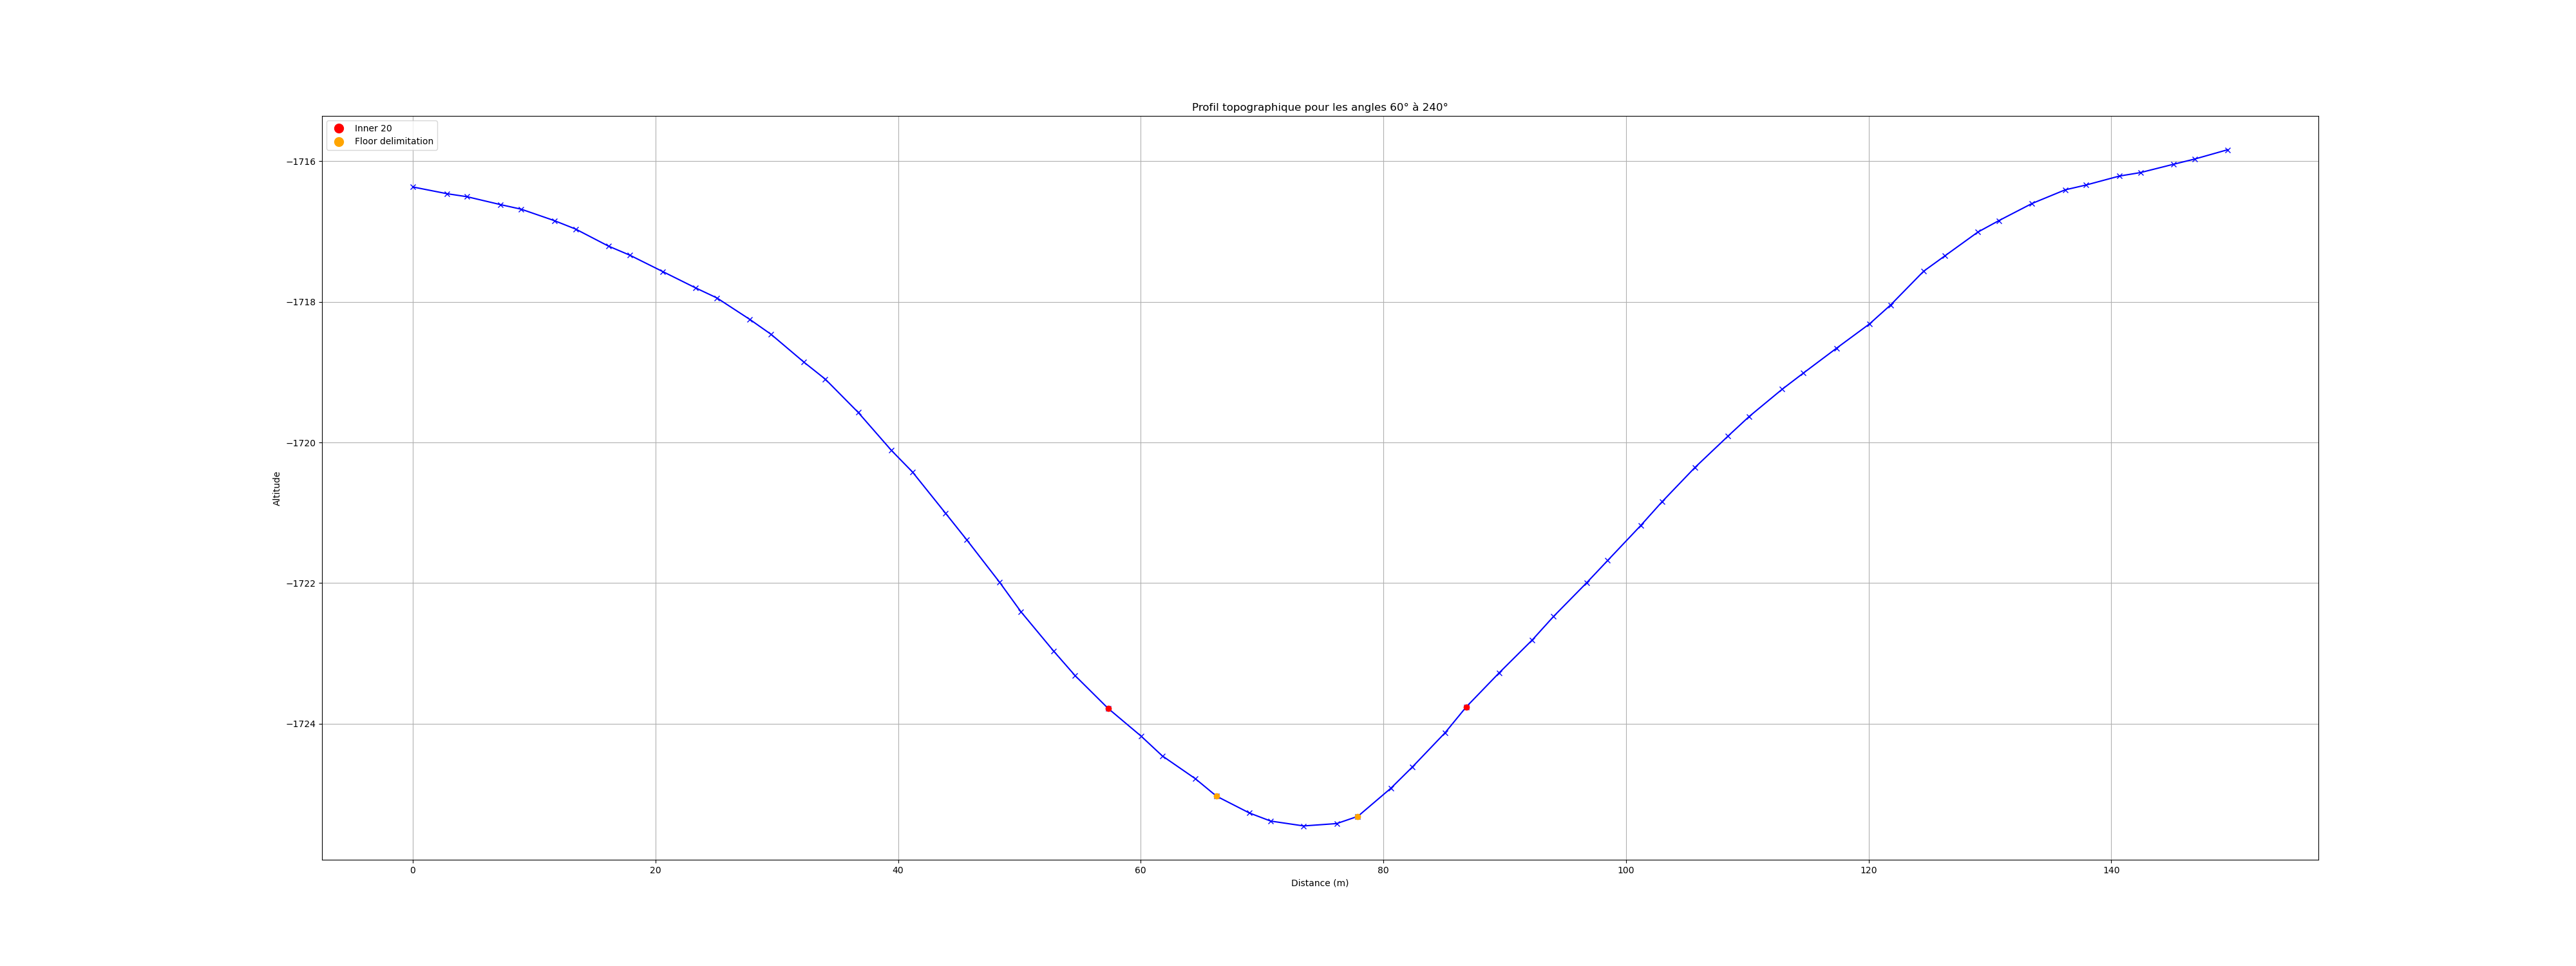 Profil topographique pour les angles 60° à 240°
Inner 20
Floor delimitation
−1716
−1718
−1720
−1722
−1724
Altitude
0 20 40 60 80 100 120 140
Distance (m)